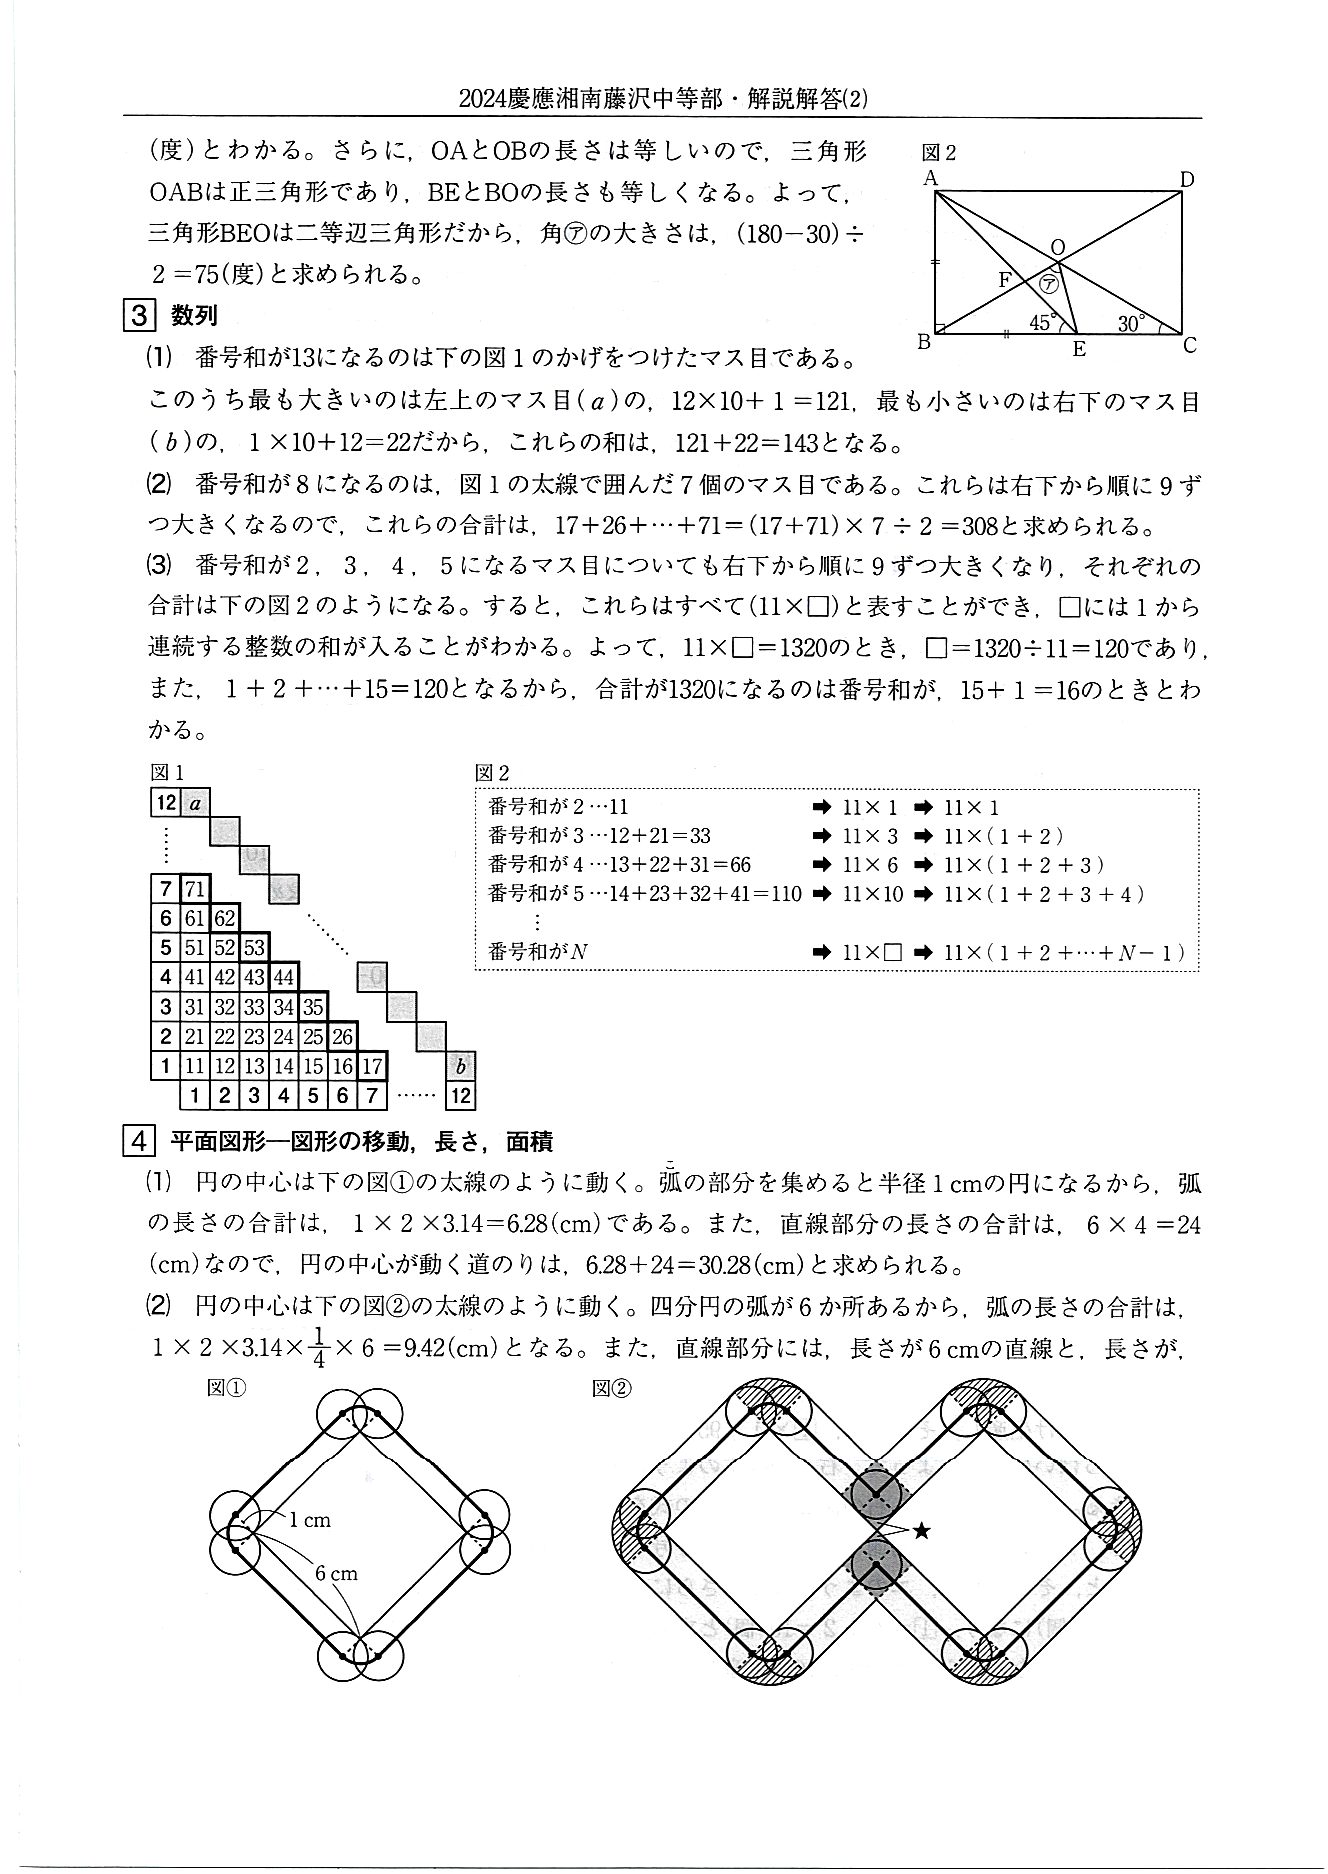 2024慶應湘南藤沢中等部・解説解答(2)
(度)とわかる。さらに，OAとOBの長さは等しいので，三角形
OABは正三角形であり，BEとBOの長さも等しくなる。よって，
三角形BEOは二等辺三角形だから，角㋐の大きさは，(180−30)÷
2＝75(度)と求められる。
図2
A
D
O
F
㋐
45°
30°
B
E
C
3 数列
(1) 番号和が13になるのは下の図1のかげをつけたマス目である。
このうち最も大きいのは左上のマス目(a)の，12×10＋1＝121，最も小さいのは右下のマス目
(b)の，1×10＋12＝22だから，これらの和は，121＋22＝143となる。
(2) 番号和が8になるのは，図1の太線で囲んだ7個のマス目である。これらは右下から順に9ず
つ大きくなるので，これらの合計は，17＋26＋…＋71＝(17＋71)×7÷2＝308と求められる。
(3) 番号和が2，3，4，5になるマス目についても右下から順に9ずつ大きくなり，それぞれの
合計は下の図2のようになる。すると，これらはすべて(11×□)と表すことができ，□には1から
連続する整数の和が入ることがわかる。よって，11×□＝1320のとき，□＝1320÷11＝120であり，
また，1＋2＋…＋15＝120となるから，合計が1320になるのは番号和が，15＋1＝16のときとわ
かる。
図1
12 a
7 71
6 61 62
5 51 52 53
4 41 42 43 44
3 31 32 33 34 35
2 21 22 23 24 25 26
1 11 12 13 14 15 16 17 b
1 2 3 4 5 6 7 …… 12
図2
番号和が2…11 ➡ 11×1 ➡ 11×1
番号和が3…12＋21＝33 ➡ 11×3 ➡ 11×(1＋2)
番号和が4…13＋22＋31＝66 ➡ 11×6 ➡ 11×(1＋2＋3)
番号和が5…14＋23＋32＋41＝110 ➡ 11×10 ➡ 11×(1＋2＋3＋4)
⋮
番号和がN ➡ 11×□ ➡ 11×(1＋2＋…＋N−1)
4 平面図形―図形の移動，長さ，面積
(1) 円の中心は下の図①の太線のように動く。弧の部分を集めると半径1cmの円になるから，弧
の長さの合計は，1×2×3.14＝6.28(cm)である。また，直線部分の長さの合計は，6×4＝24
(cm)なので，円の中心が動く道のりは，6.28＋24＝30.28(cm)と求められる。
(2) 円の中心は下の図②の太線のように動く。四分円の弧が6か所あるから，弧の長さの合計は，
1×2×3.14×1/4×6＝9.42(cm)となる。また，直線部分には，長さが6cmの直線と，長さが，
図①
1cm
6cm
図②
★